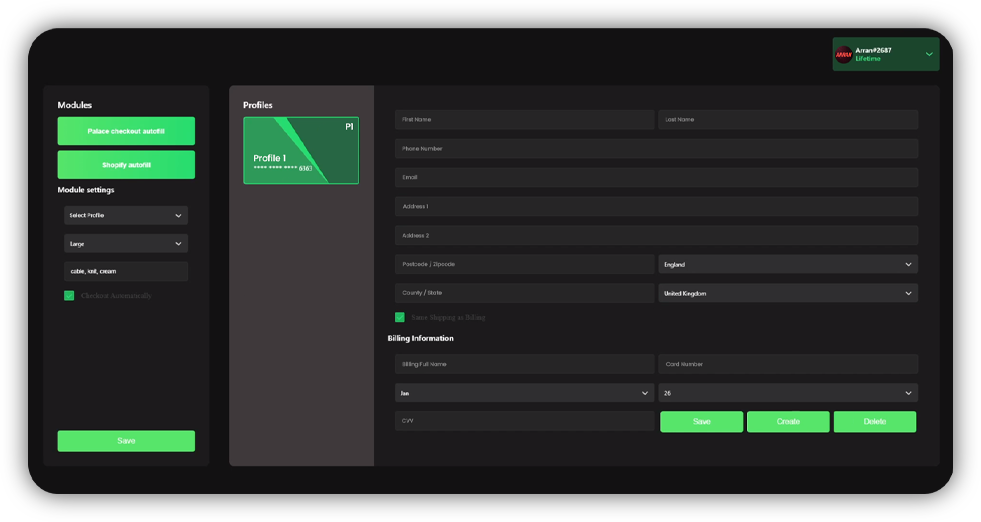 ARRAN
Arran#2687
Lifetime
Modules
Palace checkout autofill
Shopify autofill
Module settings
Select Profile
Large
cable, knit, cream
Checkout Automatically
Save
Profiles
P1
Profile 1
**** **** **** 6363
First Name
Last Name
Phone Number
Email
Address 1
Address 2
Postcode / Zipcode
England
County / State
United Kingdom
Same Shipping as Billing
Billing Information
Billing Full Name
Card Number
Jan
26
CVV
Save
Create
Delete